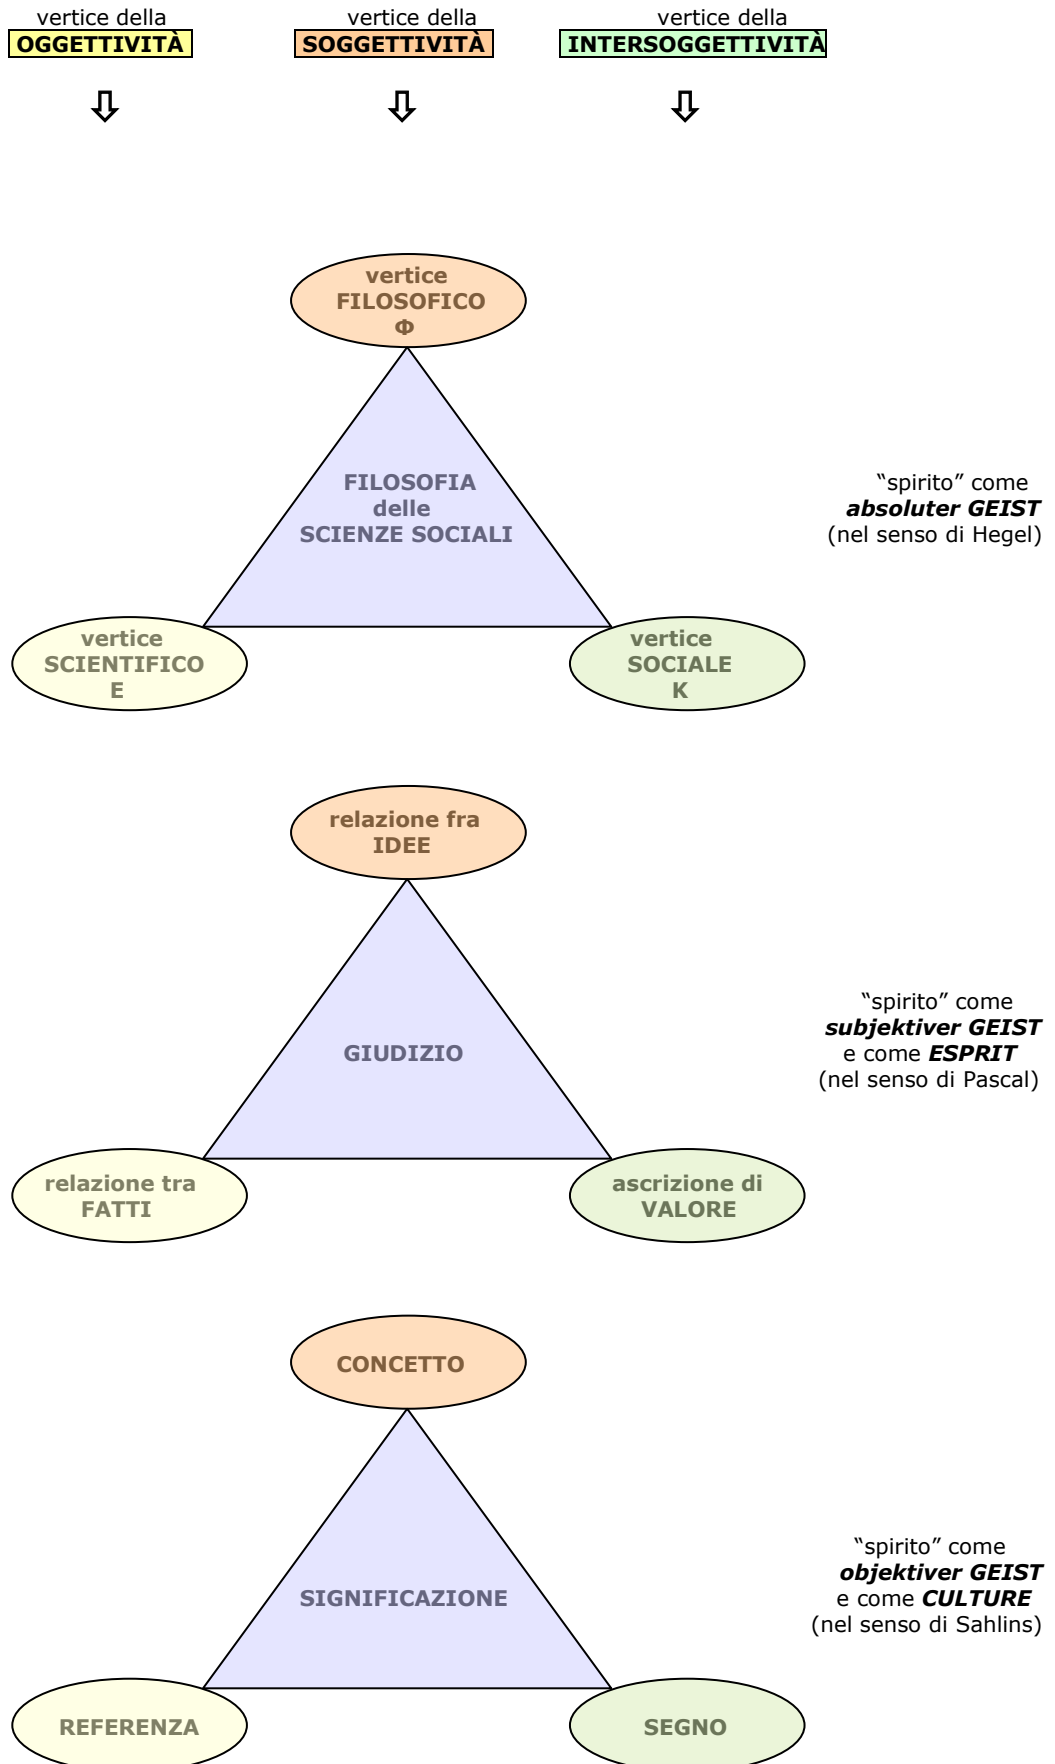 vertice della
OGGETTIVITÀ
vertice della
SOGGETTIVITÀ
vertice della
INTERSOGGETTIVITÀ
vertice
FILOSOFICO
Φ
FILOSOFIA
delle
SCIENZE SOCIALI
"spirito" come
absoluter GEIST
(nel senso di Hegel)
vertice
SCIENTIFICO
E
vertice
SOCIALE
K
relazione fra
IDEE
GIUDIZIO
"spirito" come
subjektiver GEIST
e come ESPRIT
(nel senso di Pascal)
relazione tra
FATTI
ascrizione di
VALORE
CONCETTO
SIGNIFICAZIONE
"spirito" come
objektiver GEIST
e come CULTURE
(nel senso di Sahlins)
REFERENZA
SEGNO